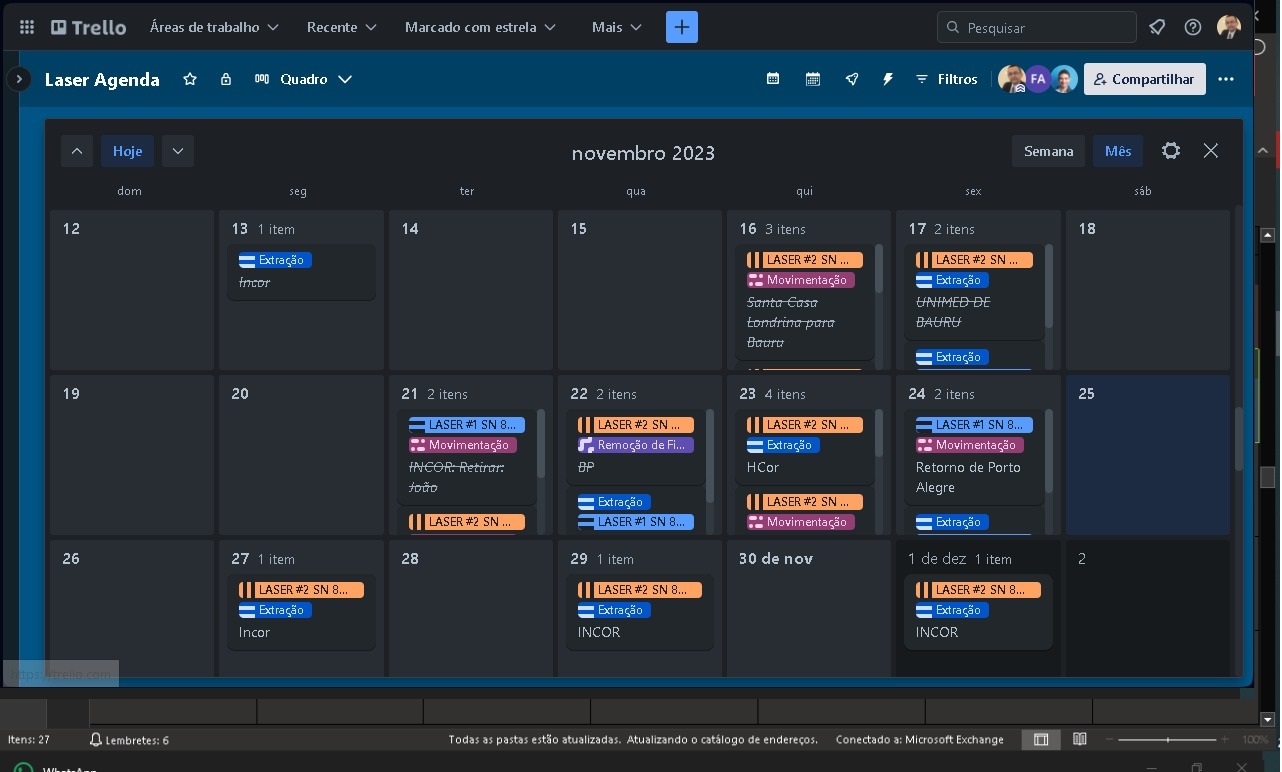 Trello Áreas de trabalho Recente Marcado com estrela Mais + Pesquisar
Laser Agenda Quadro Filtros FA Compartilhar
Hoje novembro 2023 Semana Mês
dom seg ter qua qui sex sáb
12
13 1 item
Extração
Incor
14
15
16 3 itens
LASER #2 SN ...
Movimentação
Santa Casa
Londrina para
Bauru
17 2 itens
LASER #2 SN ...
Extração
UNIMED DE
BAURU
Extração
18
19
20
21 2 itens
LASER #1 SN 8...
Movimentação
INCOR: Retirar:
João
LASER #2 SN ...
22 2 itens
LASER #2 SN ...
Remoção de Fi...
BP
Extração
LASER #1 SN 8...
23 4 itens
LASER #2 SN ...
Extração
HCor
LASER #2 SN ...
Movimentação
24 2 itens
LASER #1 SN 8...
Movimentação
Retorno de Porto
Alegre
Extração
25
26
27 1 item
LASER #2 SN 8...
Extração
Incor
28
29 1 item
LASER #2 SN 8...
Extração
INCOR
30 de nov
1 de dez 1 item
LASER #2 SN 8...
Extração
INCOR
2
https://trello.com
Itens: 27 Lembretes: 6 Todas as pastas estão atualizadas. Atualizando o catálogo de endereços. Conectado a: Microsoft Exchange 100%
WhatsApp